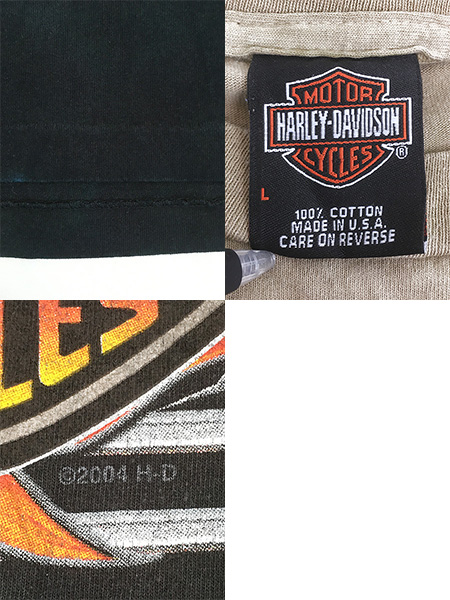 MOTOR
HARLEY-DAVIDSON
CYCLES
®
L
100% COTTON
MADE IN U.S.A.
CARE ON REVERSE
LES
©2004 H-D